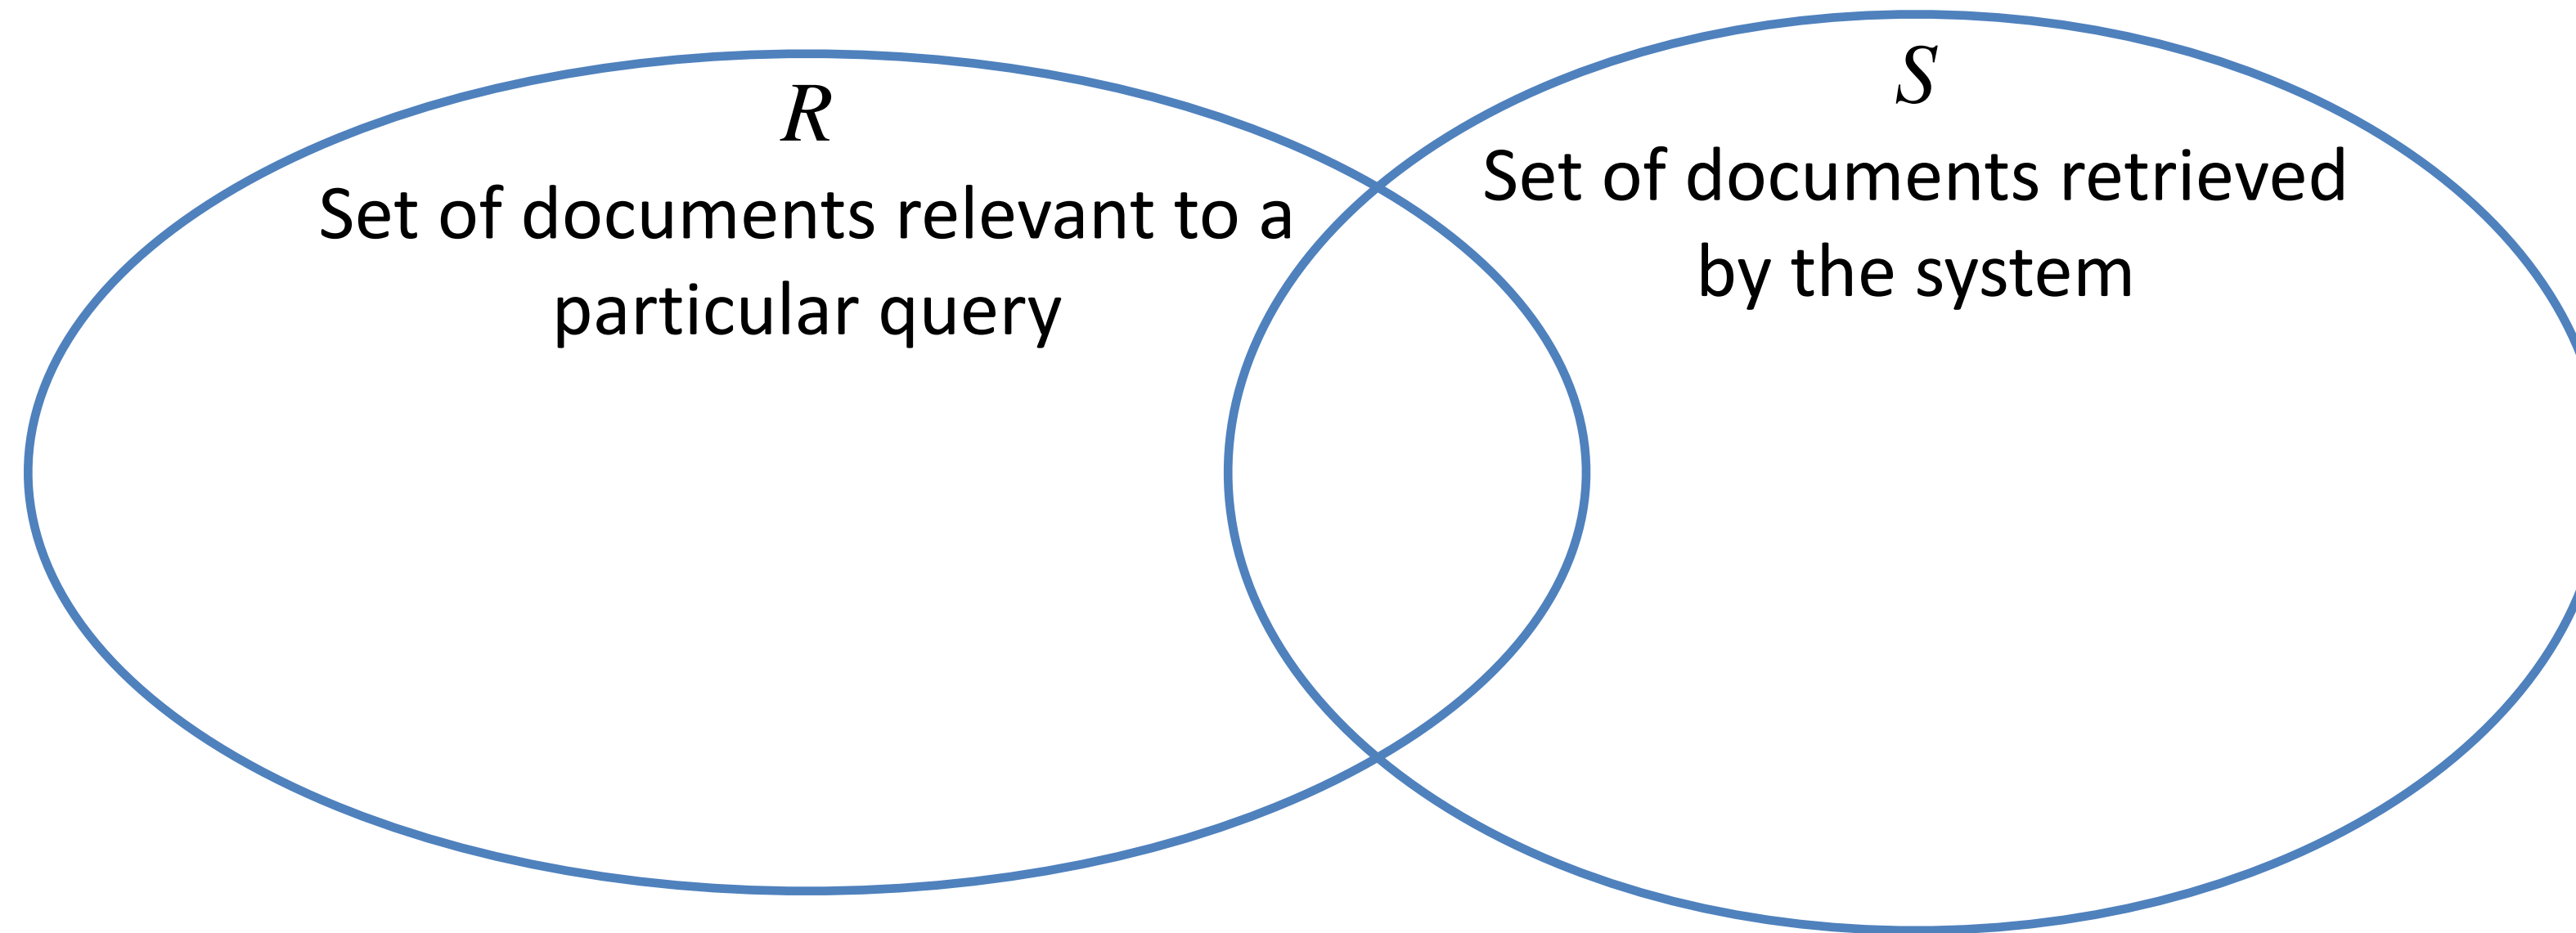 R
Set of documents relevant to a
particular query
S
Set of documents retrieved
by the system